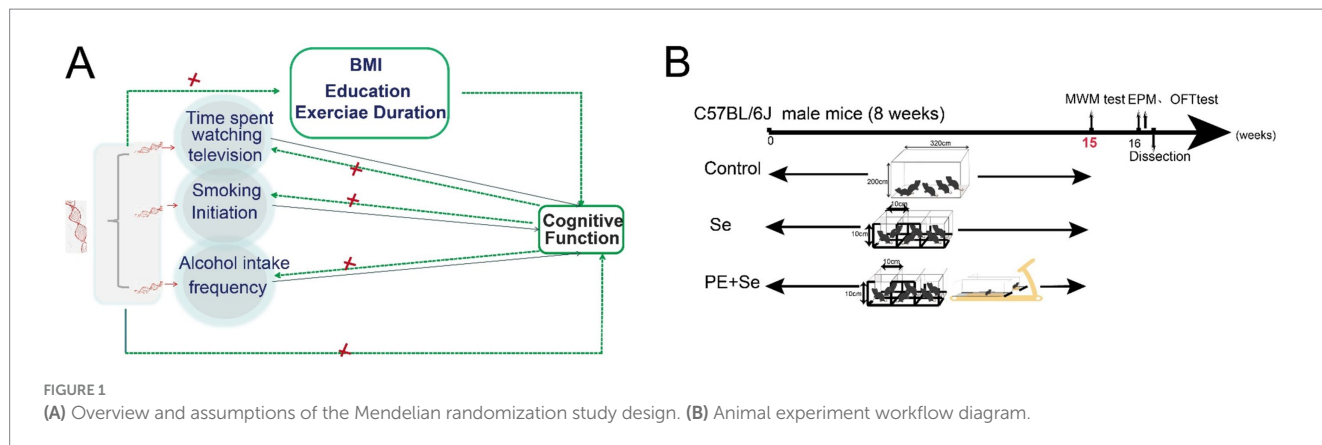 A
BMI
Education
Exerciae Duration
Time spent
watching
television
Smoking
Initiation
Alcohol intake
frequency
Cognitive
Function
B
MWM test EPM、OFTtest
C57BL/6J male mice (8 weeks)
(weeks)
0
15
16
Dissection
Control
320cm
200cm
Se
10cm
10cm
PE+Se
10cm
10cm
FIGURE 1
(A) Overview and assumptions of the Mendelian randomization study design. (B) Animal experiment workflow diagram.